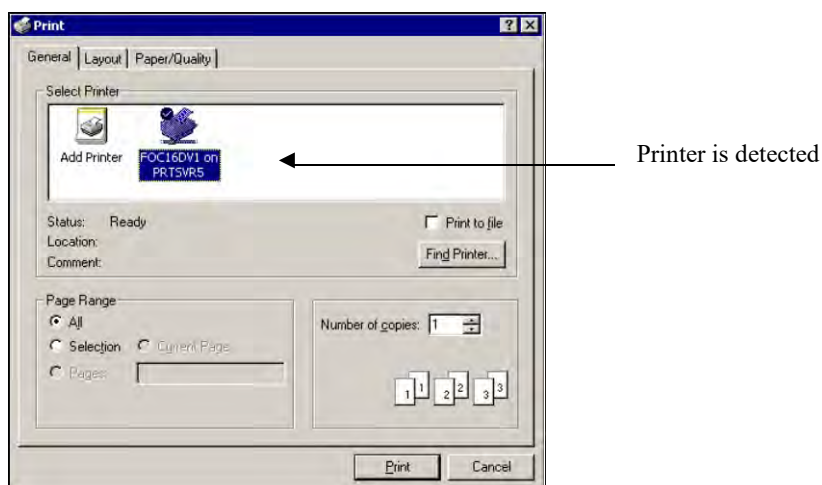 Print
General Layout Paper/Quality
Select Printer
Add Printer
FOC16DV1 on
PRTSVR5
Printer is detected
Status: Ready
Print to file
Location:
Comment:
Find Printer...
Page Range
All
Selection Current Page
Pages:
Number of copies: 1
1 1 2 2 3 3
Print Cancel